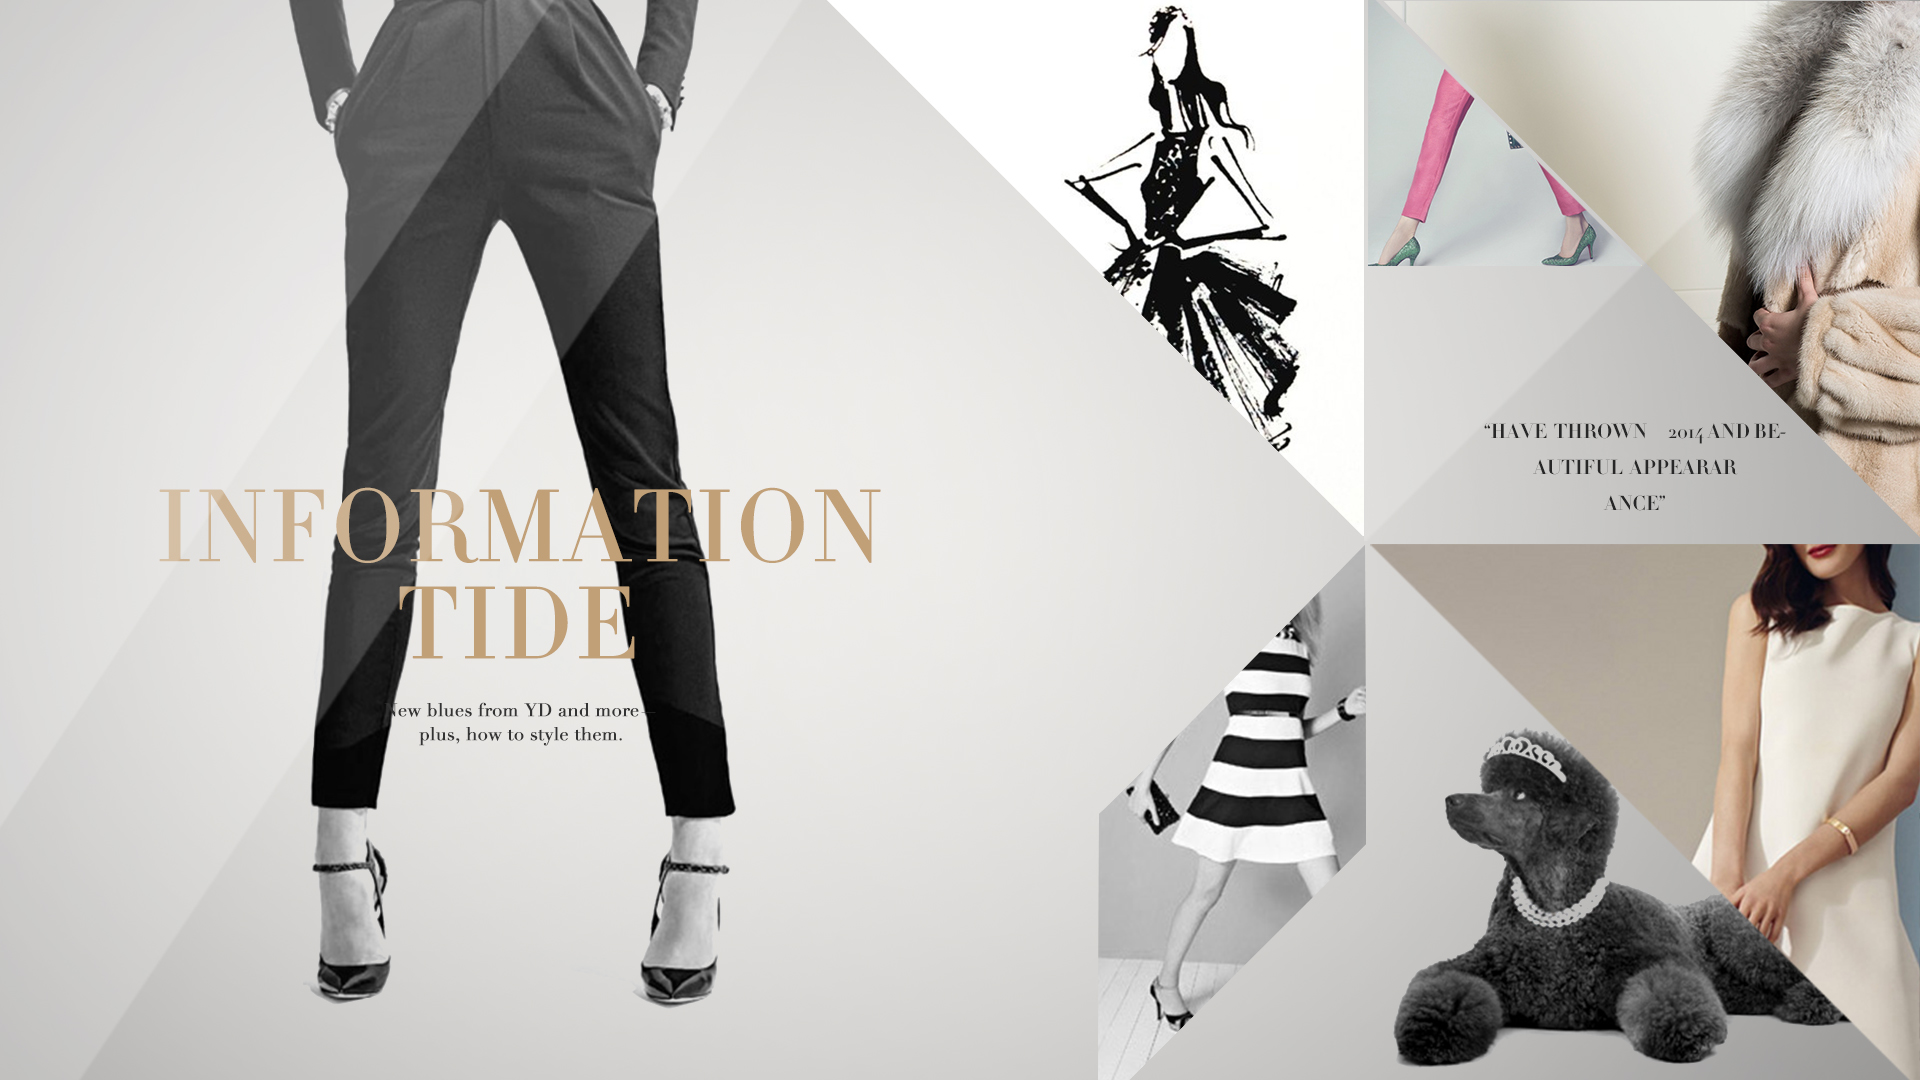 INFORMATION
TIDE
New blues from YD and more—
plus, how to style them.
“HAVE THROWN 2014 AND BE-
AUTIFUL APPEARAR
ANCE”